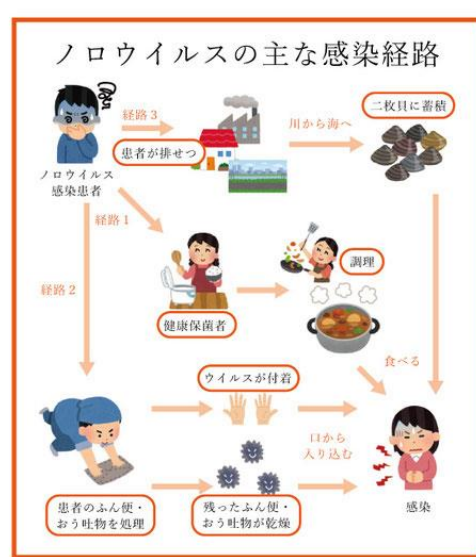 ノロウイルスの主な感染経路
経路3
患者が排せつ
川から海へ
二枚貝に蓄積
ノロウイルス
感染患者
経路1
経路2
健康保菌者
調理
食べる
ウイルスが付着
口から
入り込む
患者のふん便・
おう吐物を処理
残ったふん便・
おう吐物が乾燥
感染